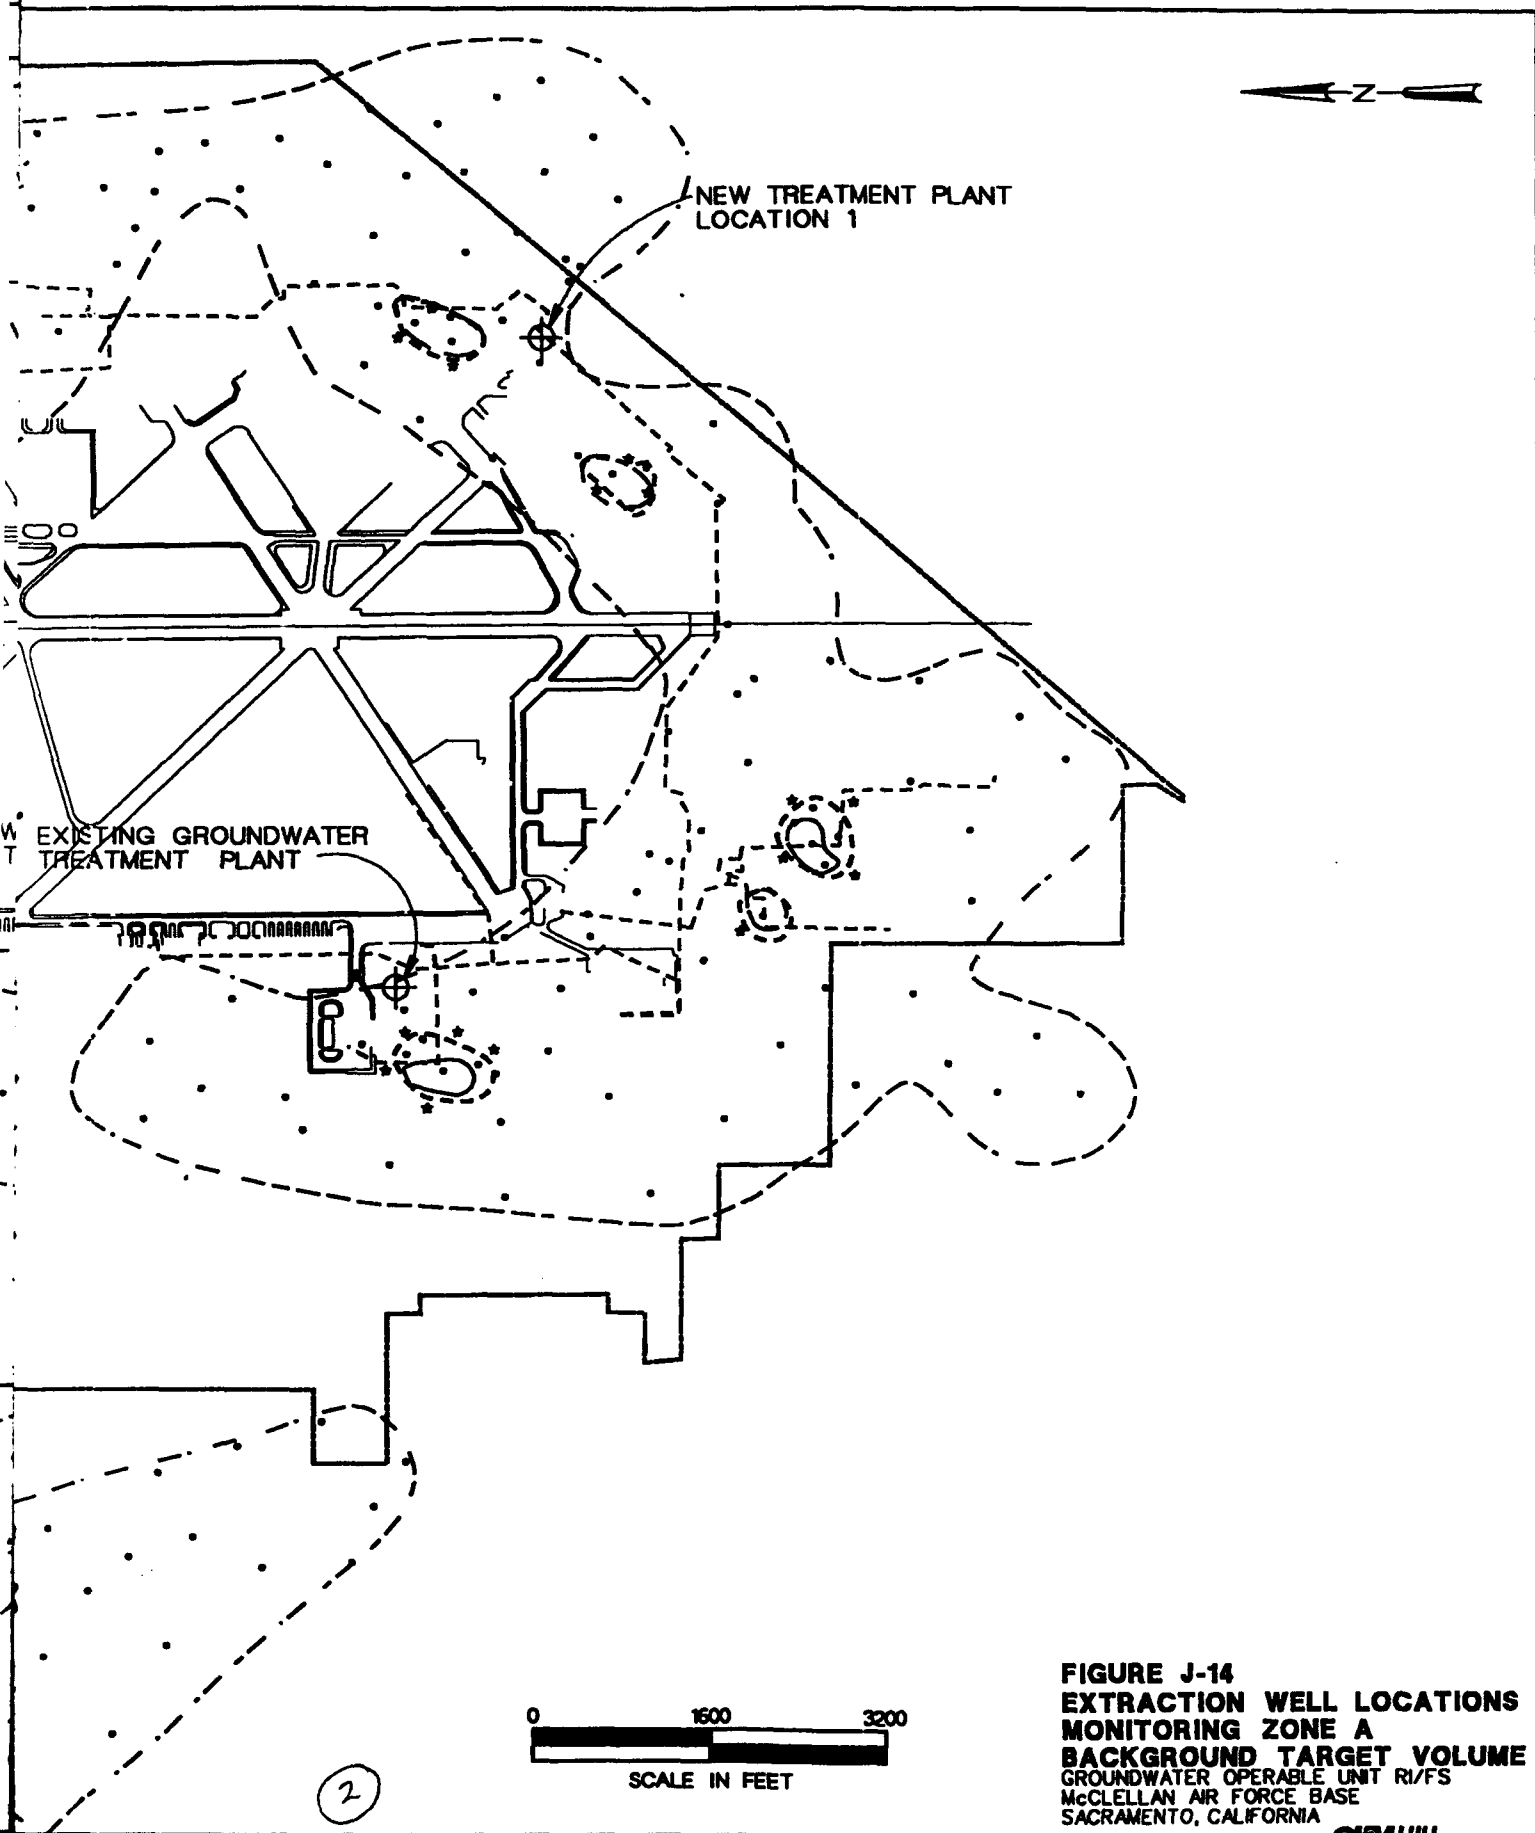 N
NEW TREATMENT PLANT
LOCATION 1
W
T
EXISTING GROUNDWATER
TREATMENT PLANT
0 1600 3200
SCALE IN FEET
2
FIGURE J-14
EXTRACTION WELL LOCATIONS
MONITORING ZONE A
BACKGROUND TARGET VOLUME
GROUNDWATER OPERABLE UNIT RI/FS
McCLELLAN AIR FORCE BASE
SACRAMENTO, CALIFORNIA